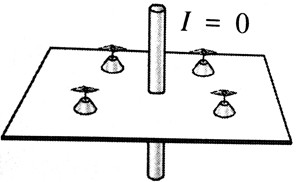 I = 0